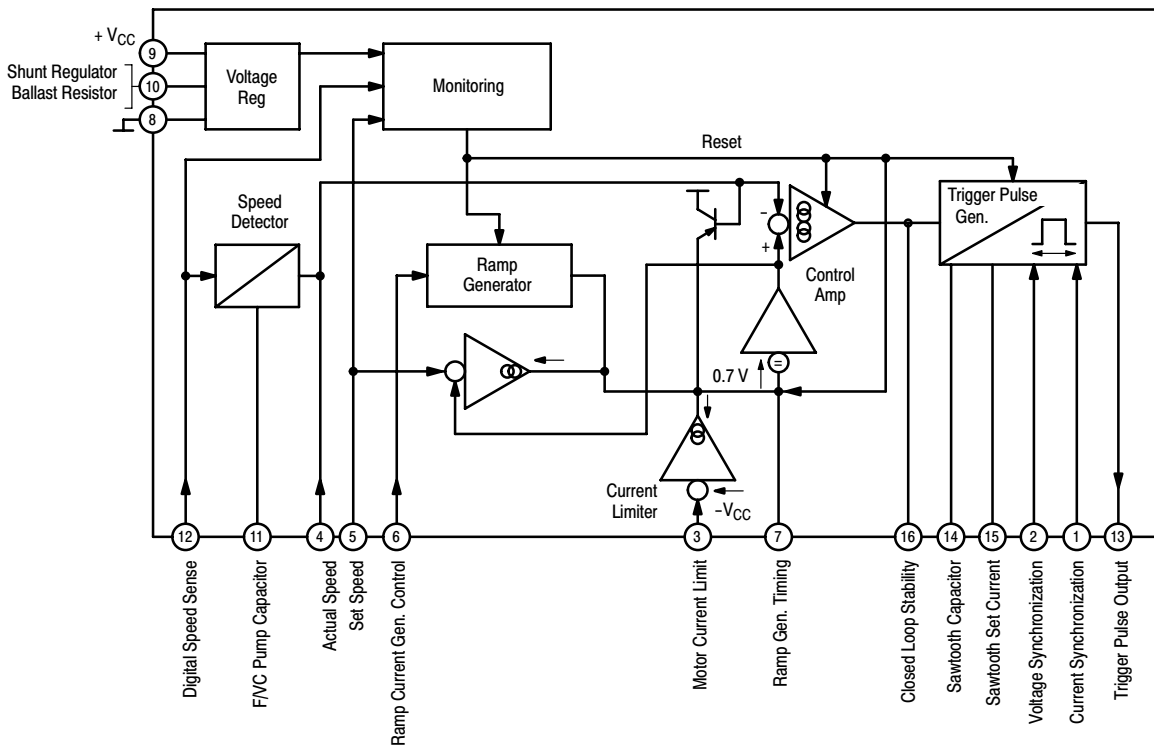 + VCC
9
Shunt Regulator
Ballast Resistor
10
8
Voltage
Reg
Monitoring
Reset
Speed
Detector
Ramp
Generator
-
+
Control
Amp
Trigger Pulse
Gen.
=
0.7 V
Current
Limiter
–VCC
12
11
4
5
6
3
7
16
14
15
2
1
13
Digital Speed Sense
F/VC Pump Capacitor
Actual Speed
Set Speed
Ramp Current Gen. Control
Motor Current Limit
Ramp Gen. Timing
Closed Loop Stability
Sawtooth Capacitor
Sawtooth Set Current
Voltage Synchronization
Current Synchronization
Trigger Pulse Output